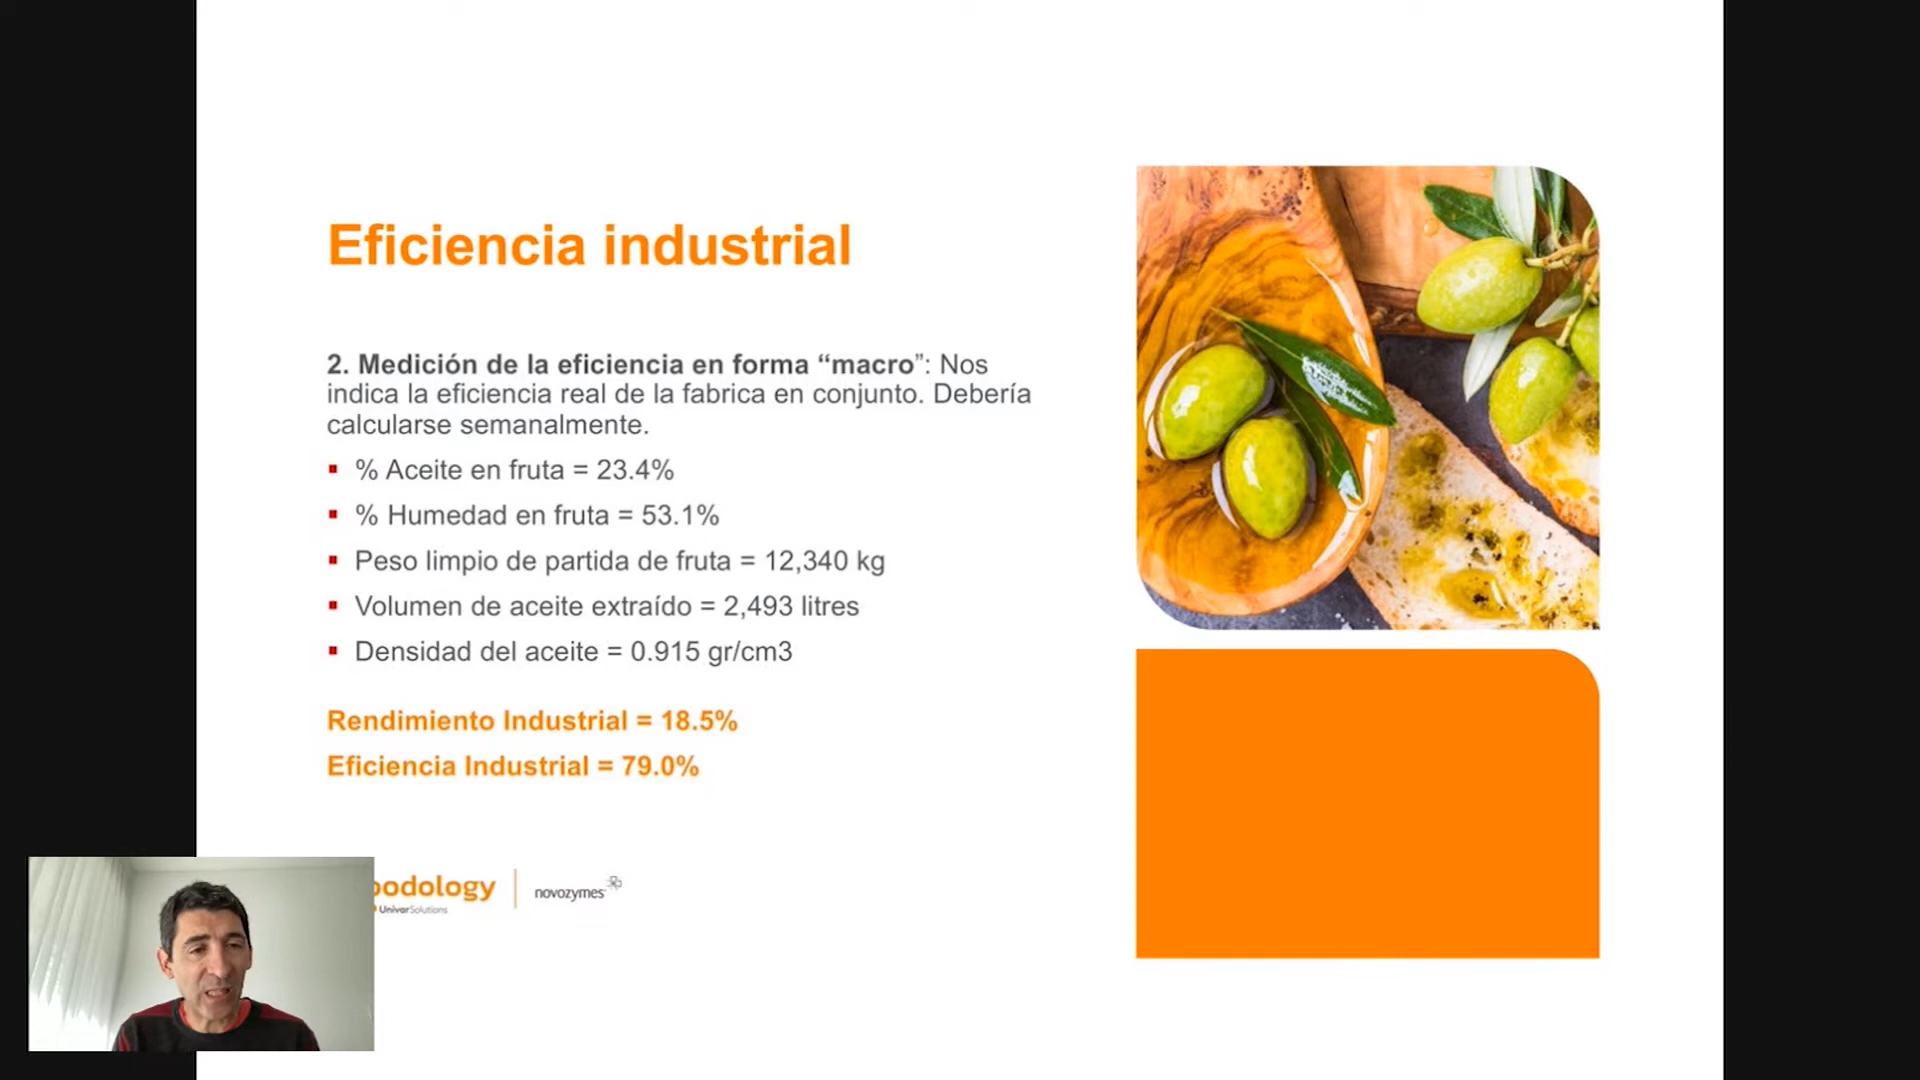 Eficiencia industrial
2. Medición de la eficiencia en forma “macro”: Nos
indica la eficiencia real de la fabrica en conjunto. Debería
calcularse semanalmente.
% Aceite en fruta = 23.4%
% Humedad en fruta = 53.1%
Peso limpio de partida de fruta = 12,340 kg
Volumen de aceite extraído = 2,493 litres
Densidad del aceite = 0.915 gr/cm3
Rendimiento Industrial = 18.5%
Eficiencia Industrial = 79.0%
odology
UnivarSolutions
novozymes